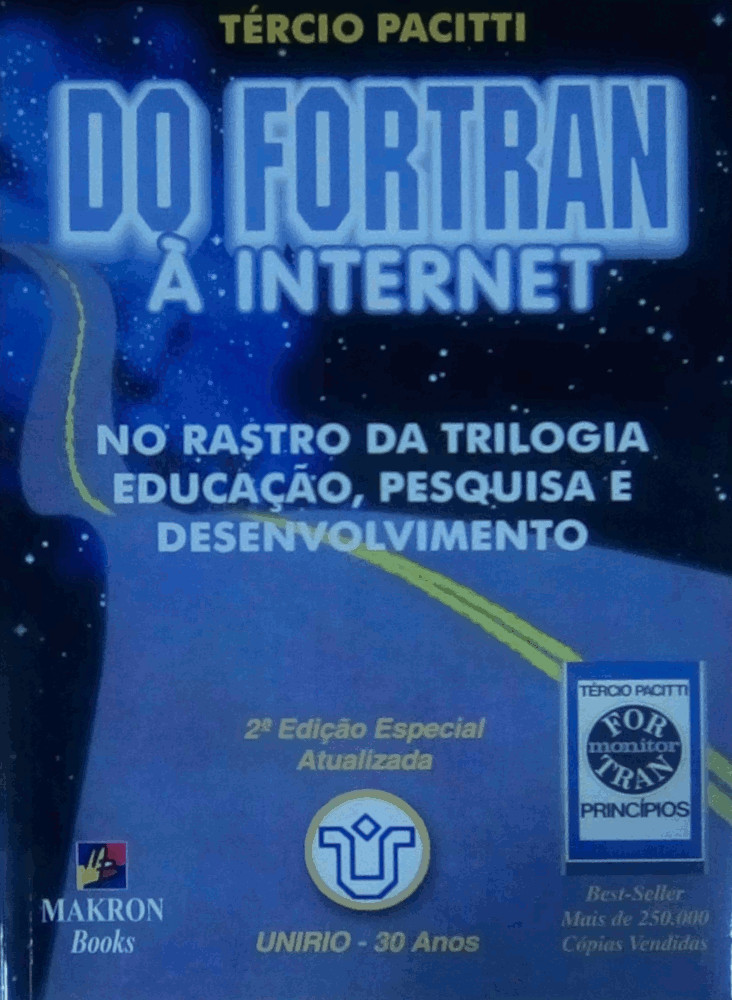 TÉRCIO PACITTI
DO FORTRAN
À INTERNET
NO RASTRO DA TRILOGIA
EDUCAÇÃO, PESQUISA E
DESENVOLVIMENTO
2ª Edição Especial
Atualizada
TÉRCIO PACITTI
FOR
monitor
TRAN
PRINCÍPIOS
MAKRON
Books
UNIRIO - 30 Anos
Best-Seller
Mais de 250.000
Cópias Vendidas